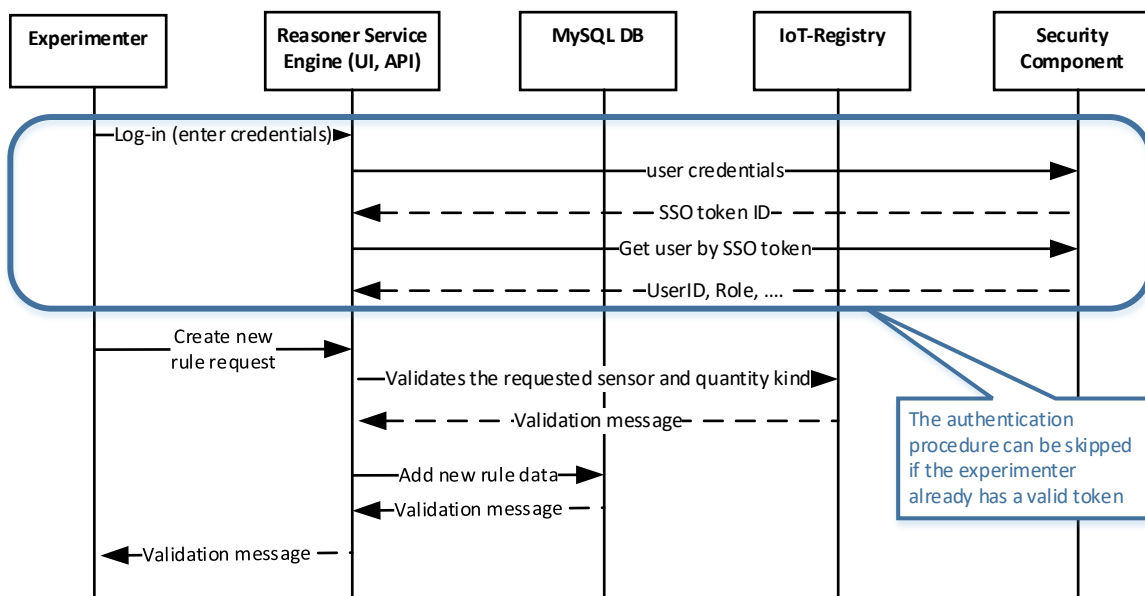 Experimenter
Reasoner Service
Engine (UI, API)
MySQL DB
IoT-Registry
Security
Component
Log-in (enter credentials)
user credentials
SSO token ID
Get user by SSO token
UserID, Role, ....
Create new
rule request
Validates the requested sensor and quantity kind
Validation message
The authentication
procedure can be skipped
if the experimenter
already has a valid token
Add new rule data
Validation message
Validation message